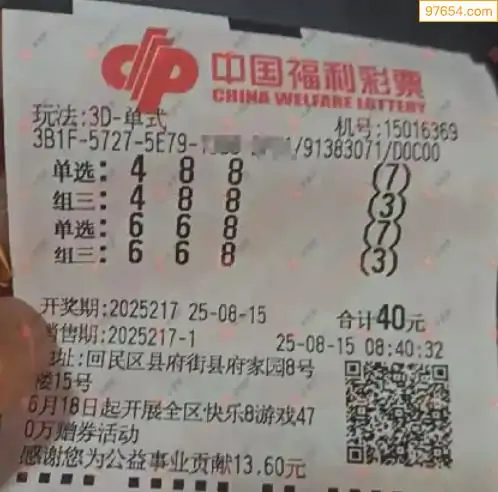 97654.com
中国福利彩票
CHINA WELFARE LOTTERY
玩法:3D-单式
机号:15016369
3B1F-5727-5E79-/91383071/D0C00
单选: 4 8 8 (7)
组三: 4 8 8 (3)
单选: 6 6 8 (7)
组三: 6 6 8 (3)
开奖期:2025217 25-08-15 合计40元
售期:2025217-1 25-08-15 08:40:32
址:回民区县府街县府家园8号
楼15号
6月18日起开展全区快乐8游戏47
0万赠券活动
感谢您为公益事业贡献13.60元